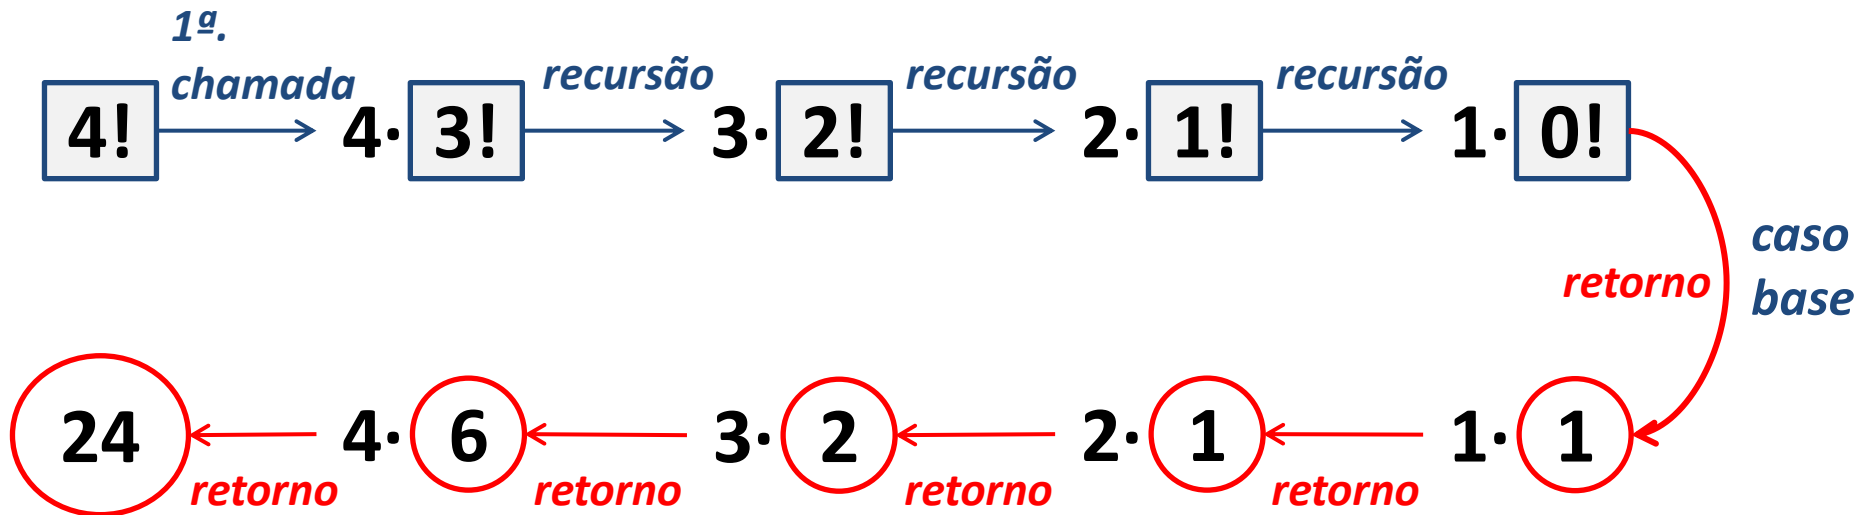 1ª.
chamada recursão recursão recursão
4! 4· 3! 3· 2! 2· 1! 1· 0!
caso
retorno
base
24 4· 6 3· 2 2· 1 1· 1
retorno retorno retorno retorno